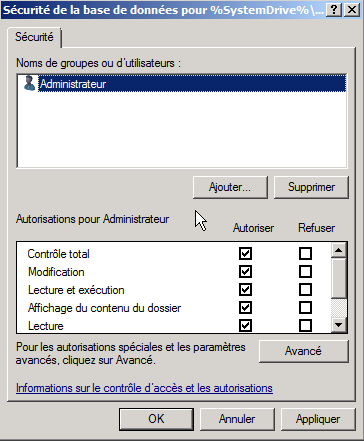 Sécurité de la base de données pour %SystemDrive%\...
Sécurité
Noms de groupes ou d'utilisateurs :
Administrateur
Ajouter...
Supprimer
Autorisations pour Administrateur
Autoriser
Refuser
Contrôle total
Modification
Lecture et exécution
Affichage du contenu du dossier
Lecture
Pour les autorisations spéciales et les paramètres
avancés, cliquez sur Avancé.
Avancé
Informations sur le contrôle d'accès et les autorisations
OK
Annuler
Appliquer